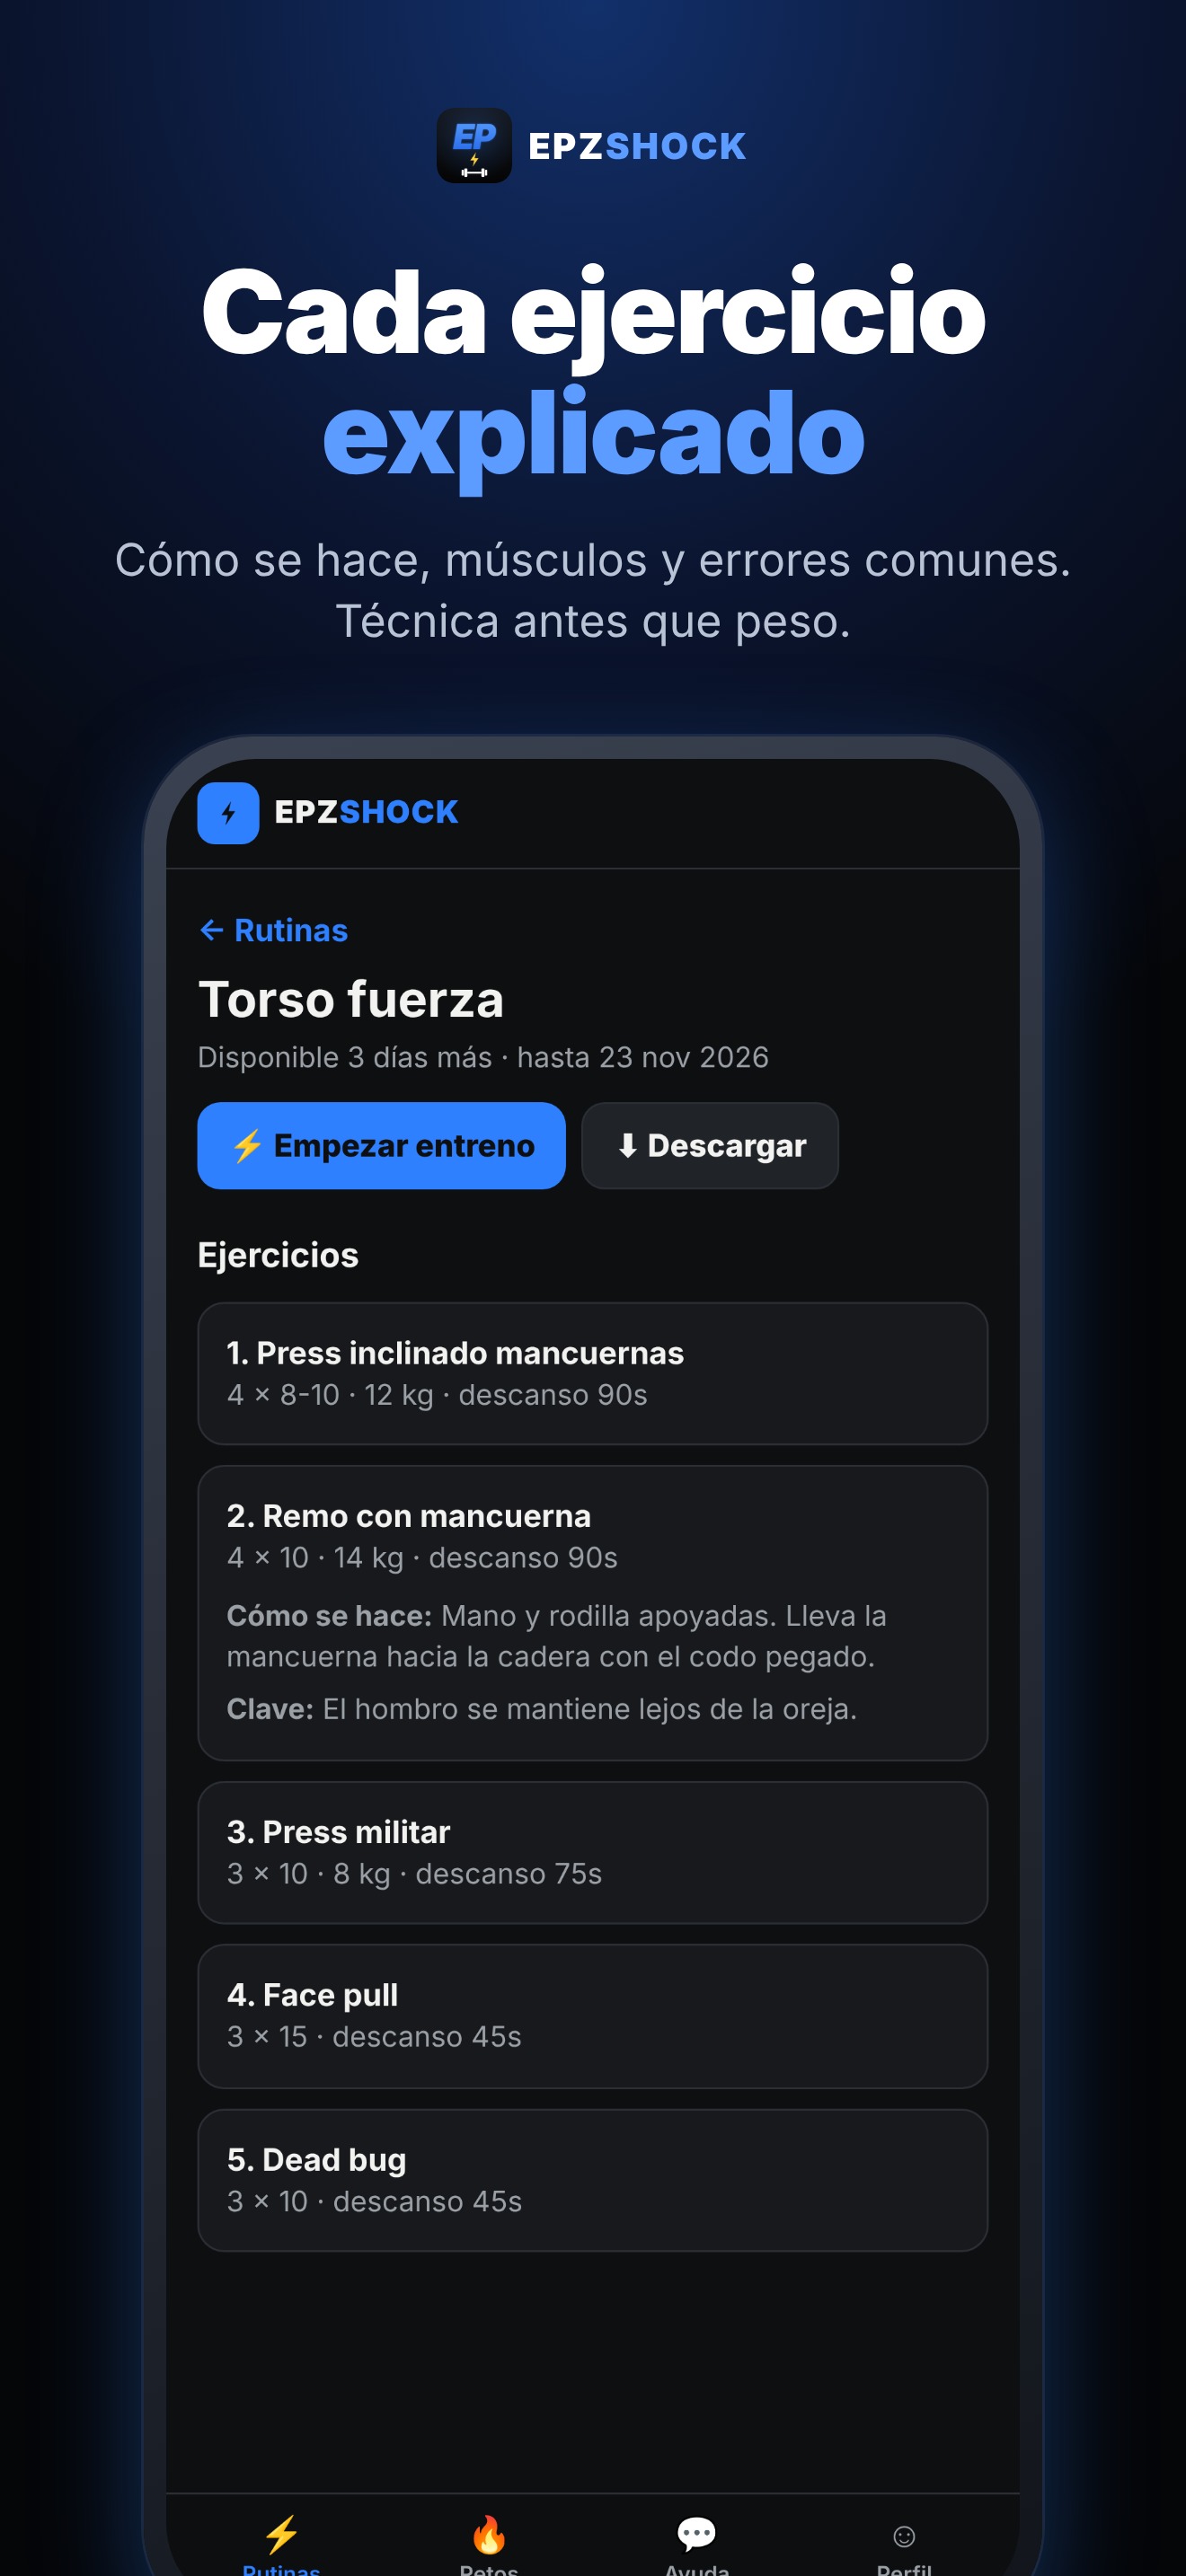 EP
EPZSHOCK
Cada ejercicio
explicado
Cómo se hace, músculos y errores comunes.
Técnica antes que peso.
EPZSHOCK
← Rutinas
Torso fuerza
Disponible 3 días más · hasta 23 nov 2026
⚡ Empezar entreno
⬇ Descargar
Ejercicios
1. Press inclinado mancuernas
4 × 8-10 · 12 kg · descanso 90s
2. Remo con mancuerna
4 × 10 · 14 kg · descanso 90s
Cómo se hace: Mano y rodilla apoyadas. Lleva la
mancuerna hacia la cadera con el codo pegado.
Clave: El hombro se mantiene lejos de la oreja.
3. Press militar
3 × 10 · 8 kg · descanso 75s
4. Face pull
3 × 15 · descanso 45s
5. Dead bug
3 × 10 · descanso 45s
Rutinas
Retos
Ayuda
Perfil